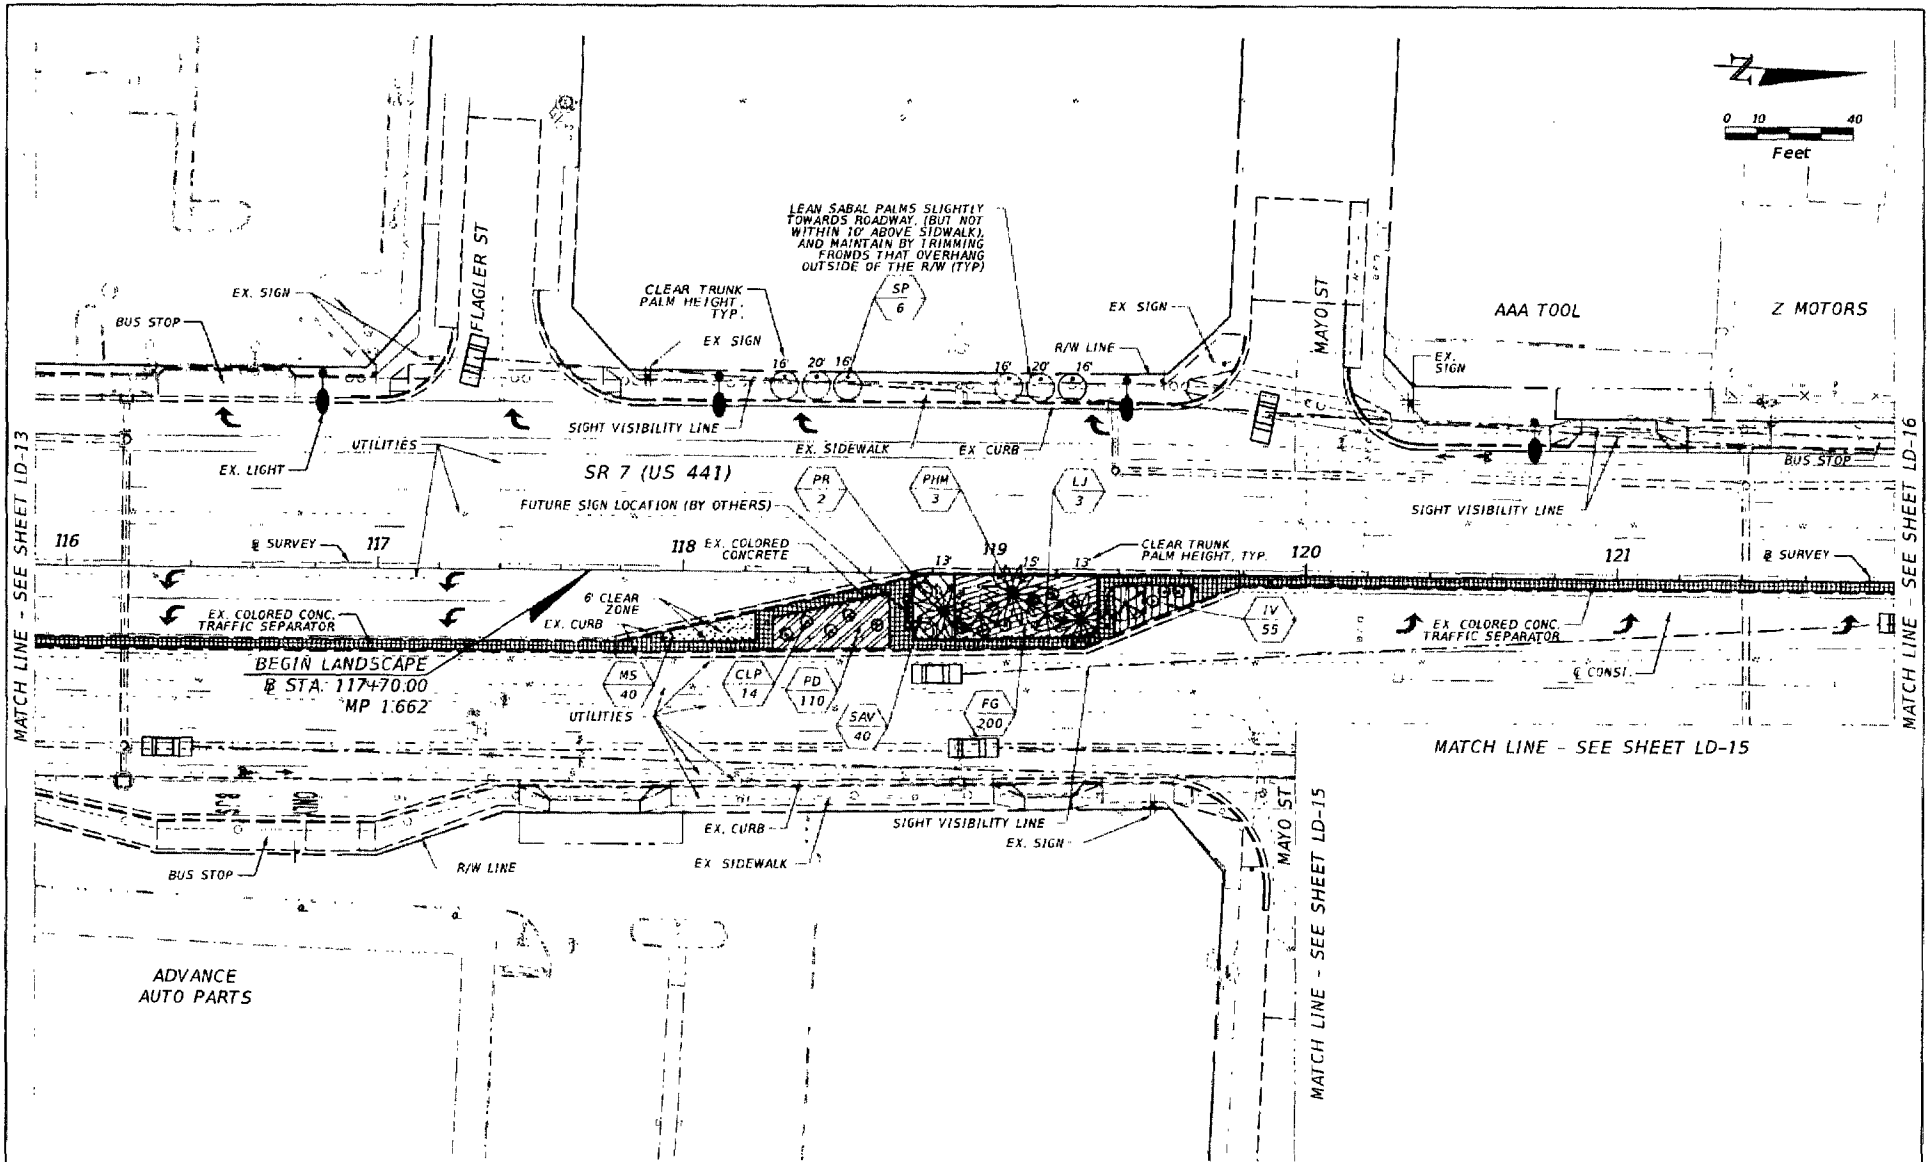 Z
0 10 40
Feet
LEAN SABAL PALMS SLIGHTLY
TOWARDS ROADWAY, (BUT NOT
WITHIN 10' ABOVE SIDWALK),
AND MAINTAIN BY TRIMMING
FRONDS THAT OVERHANG
OUTSIDE OF THE R/W (TYP)
SP
6
CLEAR TRUNK
PALM HEIGHT,
TYP.
EX. SIGN
BUS STOP
FLAGLER ST
EX SIGN
EX SIGN
R/W LINE
MAYO ST
AAA TOOL
Z MOTORS
EX.
SIGN
16' 20' 16'
16' 20' 16'
SIGHT VISIBILITY LINE
UTILITIES
EX. LIGHT
EX. SIDEWALK
EX CURB
BUS STOP
SIGHT VISIBILITY LINE
SR 7 (US 441)
PR
2
PHM
3
LJ
3
FUTURE SIGN LOCATION (BY OTHERS)
116
℄ SURVEY
117
118
EX. COLORED
CONCRETE
13'
119
15'
13'
CLEAR TRUNK
PALM HEIGHT, TYP.
120
121
℄ SURVEY
6' CLEAR
ZONE
EX. CURB
EX. COLORED CONC.
TRAFFIC SEPARATOR
IV
55
EX COLORED CONC.
TRAFFIC SEPARATOR
BEGIN LANDSCAPE
℄ STA. 117+70.00
MP 1.662
MS
40
CLP
14
PD
110
SAV
40
FG
200
℄ CONST.
UTILITIES
MATCH LINE - SEE SHEET LD-13
MATCH LINE - SEE SHEET LD-16
MATCH LINE - SEE SHEET LD-15
BUS STOP
R/W LINE
EX. CURB
EX SIDEWALK
SIGHT VISIBILITY LINE
EX. SIGN
MAYO ST
MATCH LINE - SEE SHEET LD-15
ADVANCE
AUTO PARTS